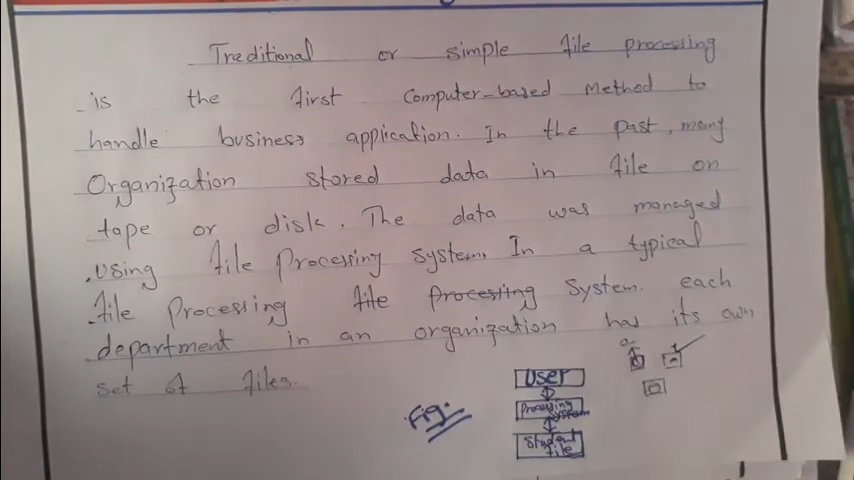 Traditional or simple file processing
is the first Computer-based Method to
handle business application. In the past, many
Organization stored data in file on
tape or disk. The data was managed
using file Processing system. In a typical
file Processing file Processing System. each
department in an organization has its own
set of files.
Fig:
User
Processing System
Student File